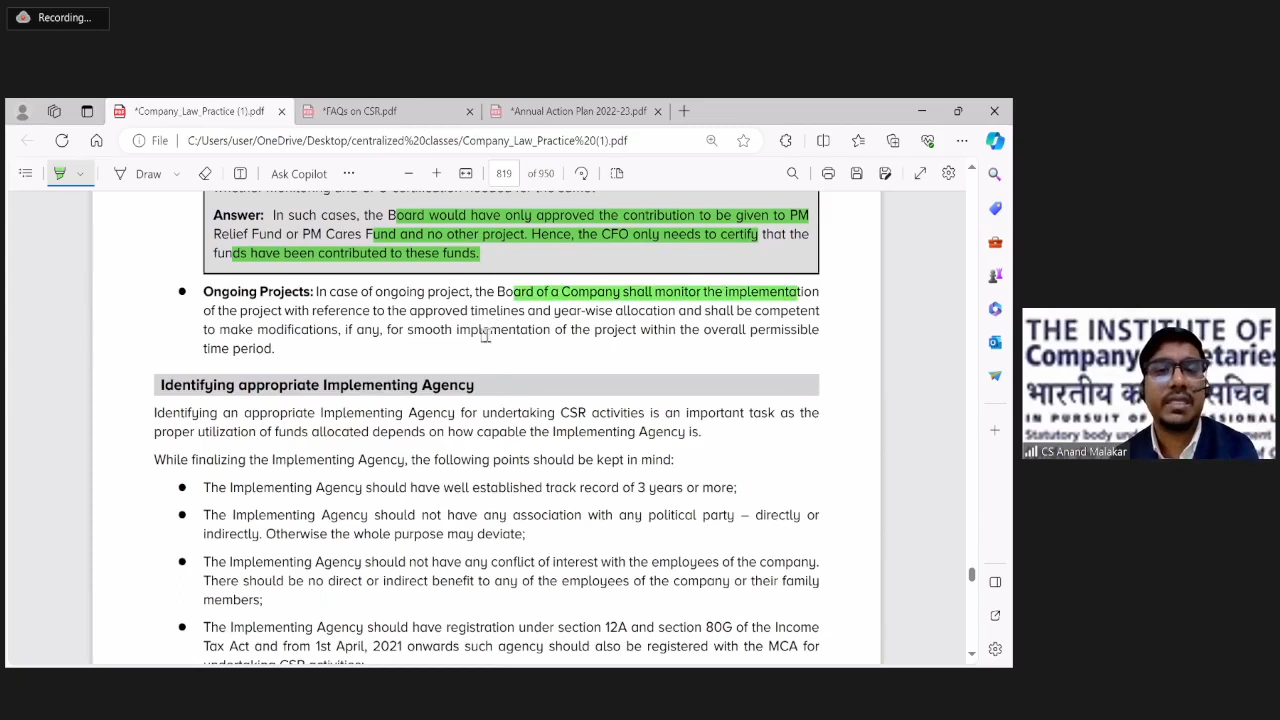 Recording...
*Company_Law_Practice (1).pdf
*FAQs on CSR.pdf
*Annual Action Plan 2022-23.pdf
File
C:/Users/user/OneDrive/Desktop/centralized%20classes/Company_Law_Practice%20(1).pdf
Draw
Ask Copilot
819 of 950
Answer: In such cases, the Board would have only approved the contribution to be given to PM
Relief Fund or PM Cares Fund and no other project. Hence, the CFO only needs to certify that the
funds have been contributed to these funds.
● Ongoing Projects: In case of ongoing project, the Board of a Company shall monitor the implementation
of the project with reference to the approved timelines and year-wise allocation and shall be competent
to make modifications, if any, for smooth implementation of the project within the overall permissible
time period.
Identifying appropriate Implementing Agency
Identifying an appropriate Implementing Agency for undertaking CSR activities is an important task as the
proper utilization of funds allocated depends on how capable the Implementing Agency is.
While finalizing the Implementing Agency, the following points should be kept in mind:
● The Implementing Agency should have well established track record of 3 years or more;
● The Implementing Agency should not have any association with any political party – directly or
indirectly. Otherwise the whole purpose may deviate;
● The Implementing Agency should not have any conflict of interest with the employees of the company.
There should be no direct or indirect benefit to any of the employees of the company or their family
members;
● The Implementing Agency should have registration under section 12A and section 80G of the Income
Tax Act and from 1st April, 2021 onwards such agency should also be registered with the MCA for
undertaking CSR activities;
THE INSTITUTE OF
Company
भारतीय
सचिव
IN PURSUIT OF
Statutory body
CS Anand Malakar